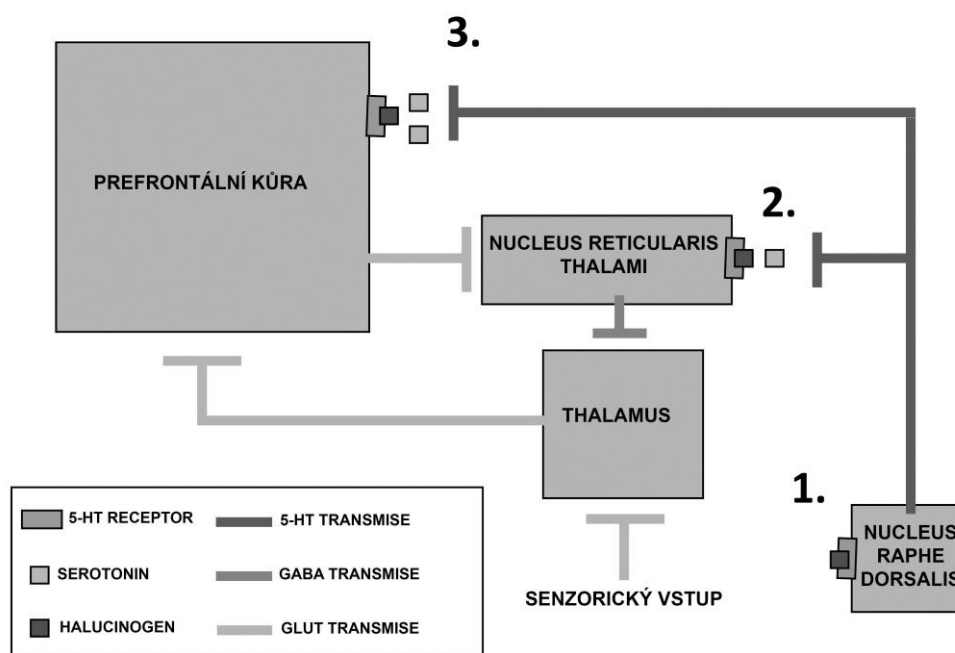 3.
PREFRONTÁLNÍ KŮRA
2.
NUCLEUS RETICULARIS
THALAMI
THALAMUS
1.
NUCLEUS
RAPHE
DORSALIS
SENZORICKÝ VSTUP
5-HT RECEPTOR
5-HT TRANSMISE
SEROTONIN
GABA TRANSMISE
HALUCINOGEN
GLUT TRANSMISE